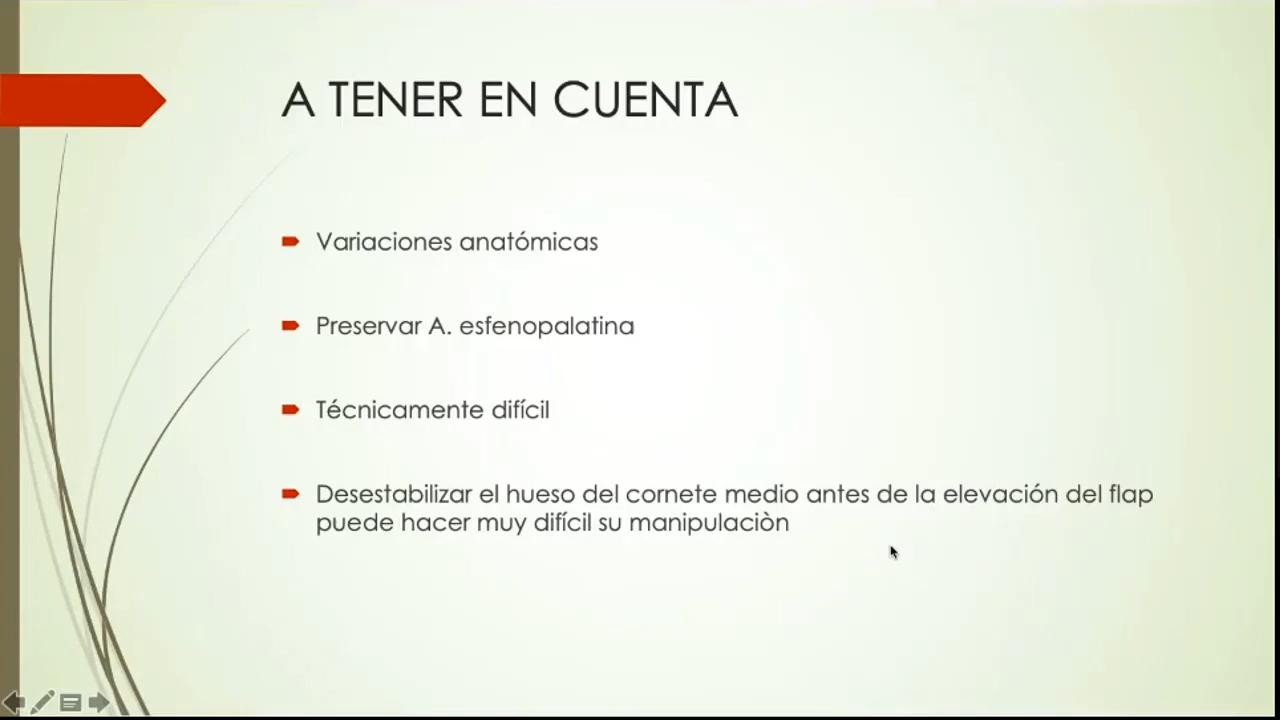 A TENER EN CUENTA
Variaciones anatómicas
Preservar A. esfenopalatina
Técnicamente difícil
Desestabilizar el hueso del cornete medio antes de la elevación del flap
puede hacer muy difícil su manipulaciòn